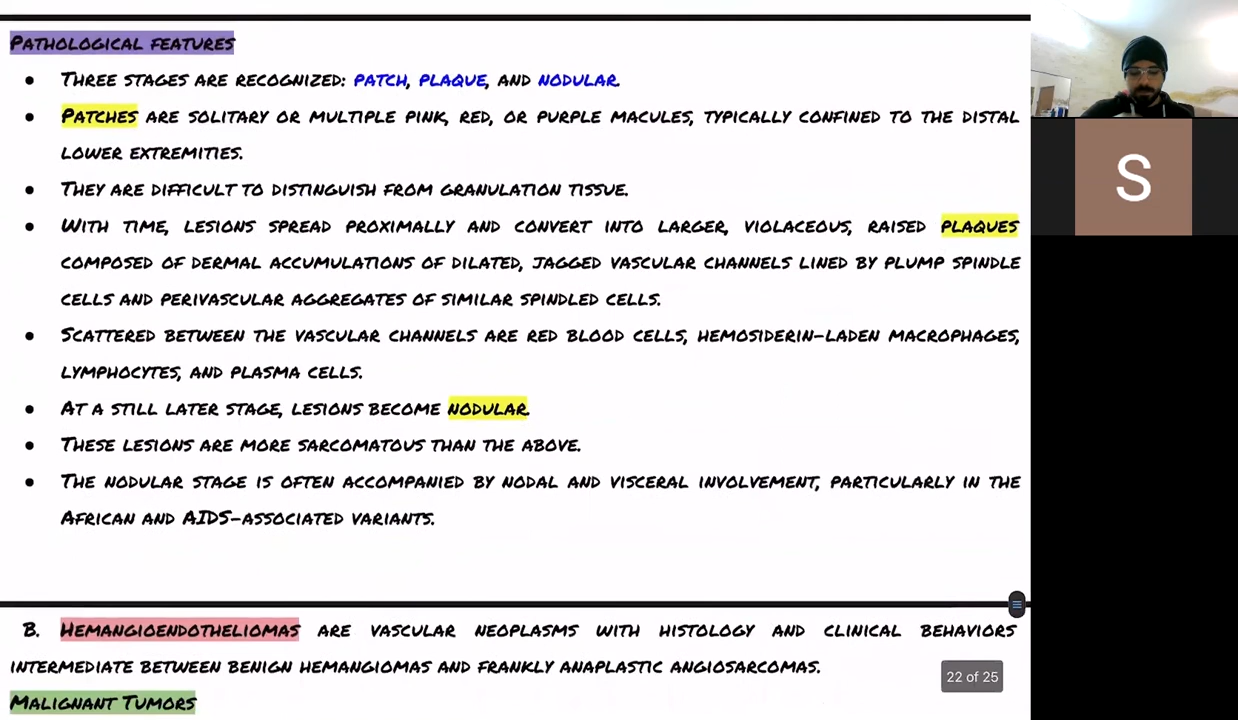 PATHOLOGICAL FEATURES
● THREE STAGES ARE RECOGNIZED: PATCH, PLAQUE, AND NODULAR.
● PATCHES ARE SOLITARY OR MULTIPLE PINK, RED, OR PURPLE MACULES, TYPICALLY CONFINED TO THE DISTAL
LOWER EXTREMITIES.
● THEY ARE DIFFICULT TO DISTINGUISH FROM GRANULATION TISSUE.
● WITH TIME, LESIONS SPREAD PROXIMALLY AND CONVERT INTO LARGER, VIOLACEOUS, RAISED PLAQUES
COMPOSED OF DERMAL ACCUMULATIONS OF DILATED, JAGGED VASCULAR CHANNELS LINED BY PLUMP SPINDLE
CELLS AND PERIVASCULAR AGGREGATES OF SIMILAR SPINDLED CELLS.
● SCATTERED BETWEEN THE VASCULAR CHANNELS ARE RED BLOOD CELLS, HEMOSIDERIN-LADEN MACROPHAGES,
LYMPHOCYTES, AND PLASMA CELLS.
● AT A STILL LATER STAGE, LESIONS BECOME NODULAR.
● THESE LESIONS ARE MORE SARCOMATOUS THAN THE ABOVE.
● THE NODULAR STAGE IS OFTEN ACCOMPANIED BY NODAL AND VISCERAL INVOLVEMENT, PARTICULARLY IN THE
AFRICAN AND AIDS-ASSOCIATED VARIANTS.
B. HEMANGIOENDOTHELIOMAS ARE VASCULAR NEOPLASMS WITH HISTOLOGY AND CLINICAL BEHAVIORS
INTERMEDIATE BETWEEN BENIGN HEMANGIOMAS AND FRANKLY ANAPLASTIC ANGIOSARCOMAS.
22 of 25
MALIGNANT TUMORS
S